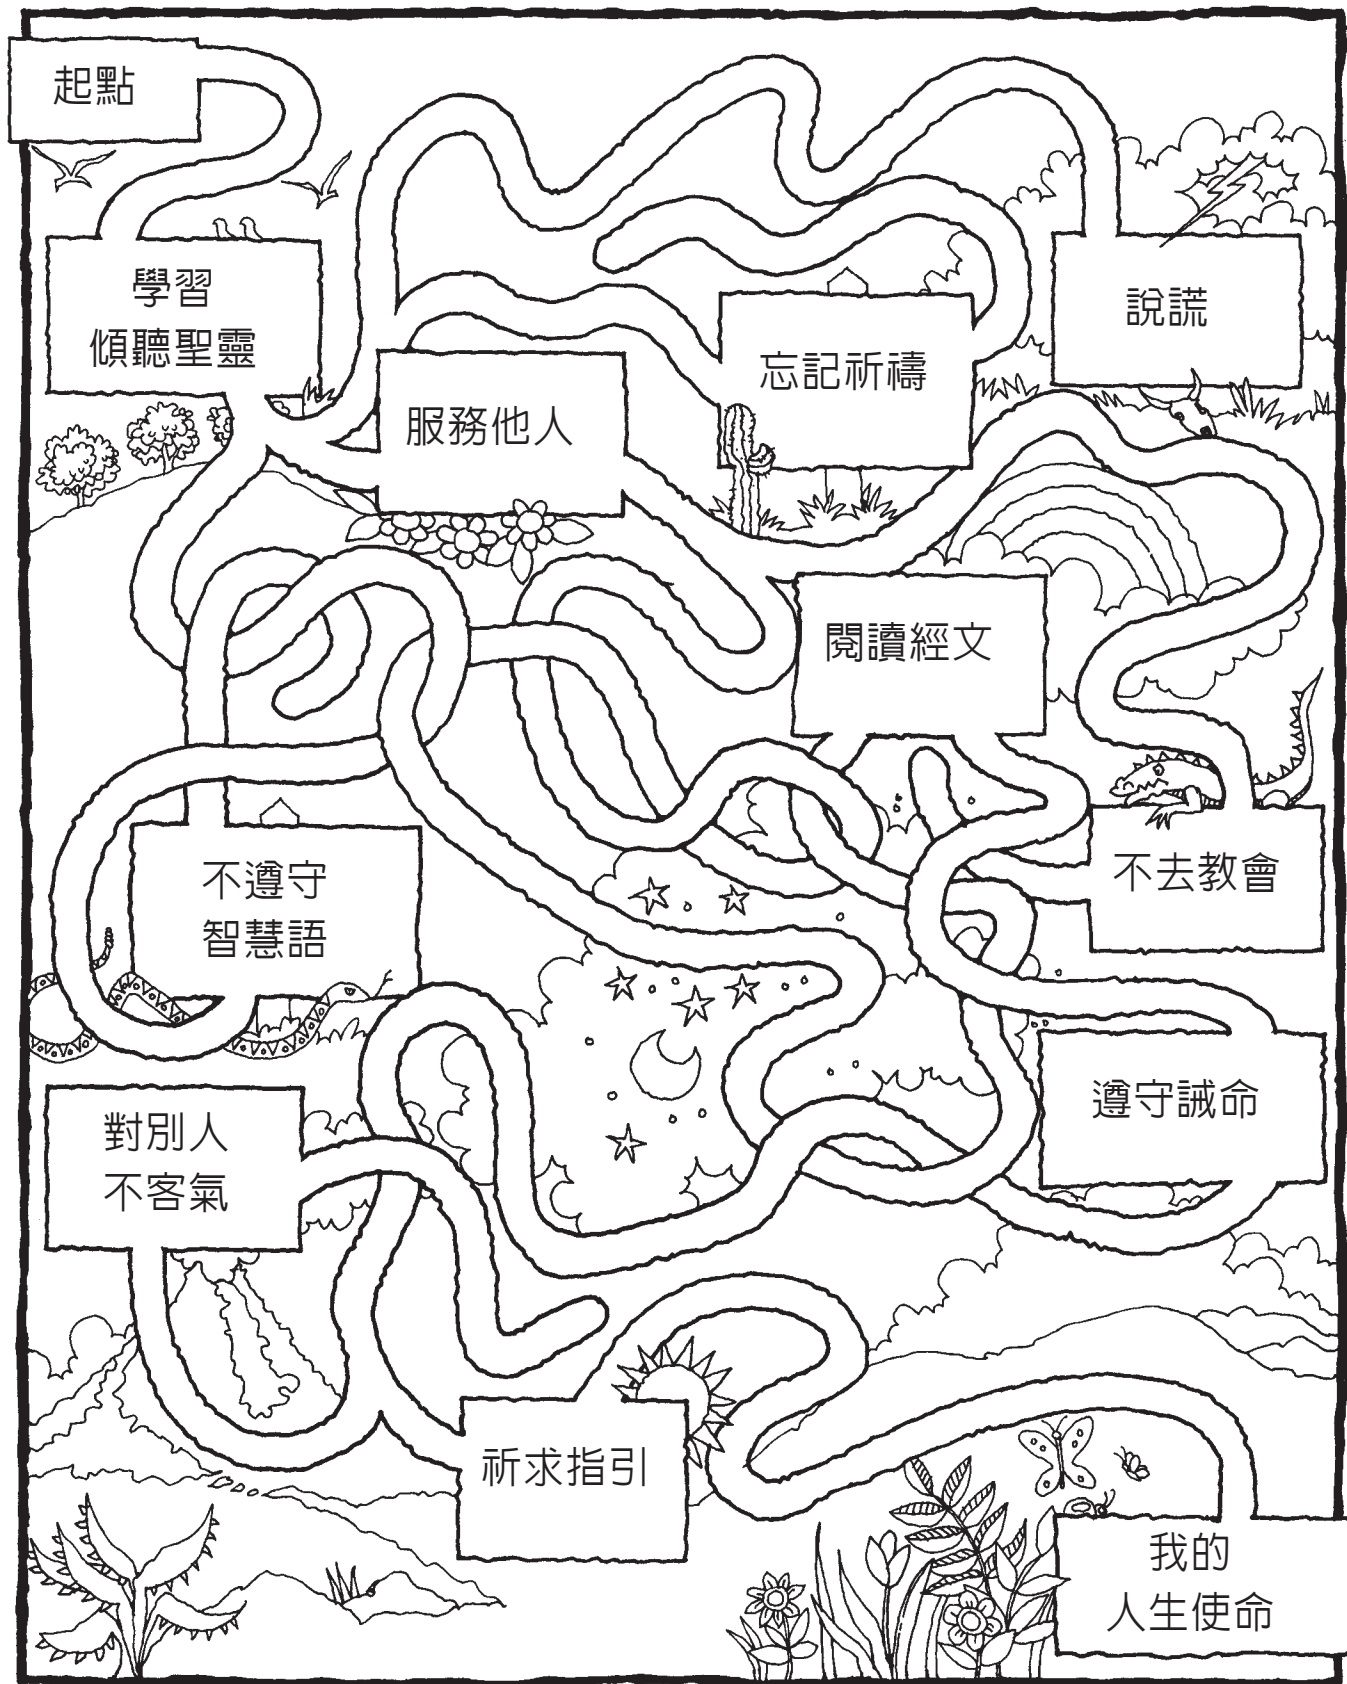 起點
學習
傾聽聖靈
說謊
忘記祈禱
服務他人
閱讀經文
不去教會
不遵守
智慧語
遵守誡命
對別人
不客氣
祈求指引
我的
人生使命